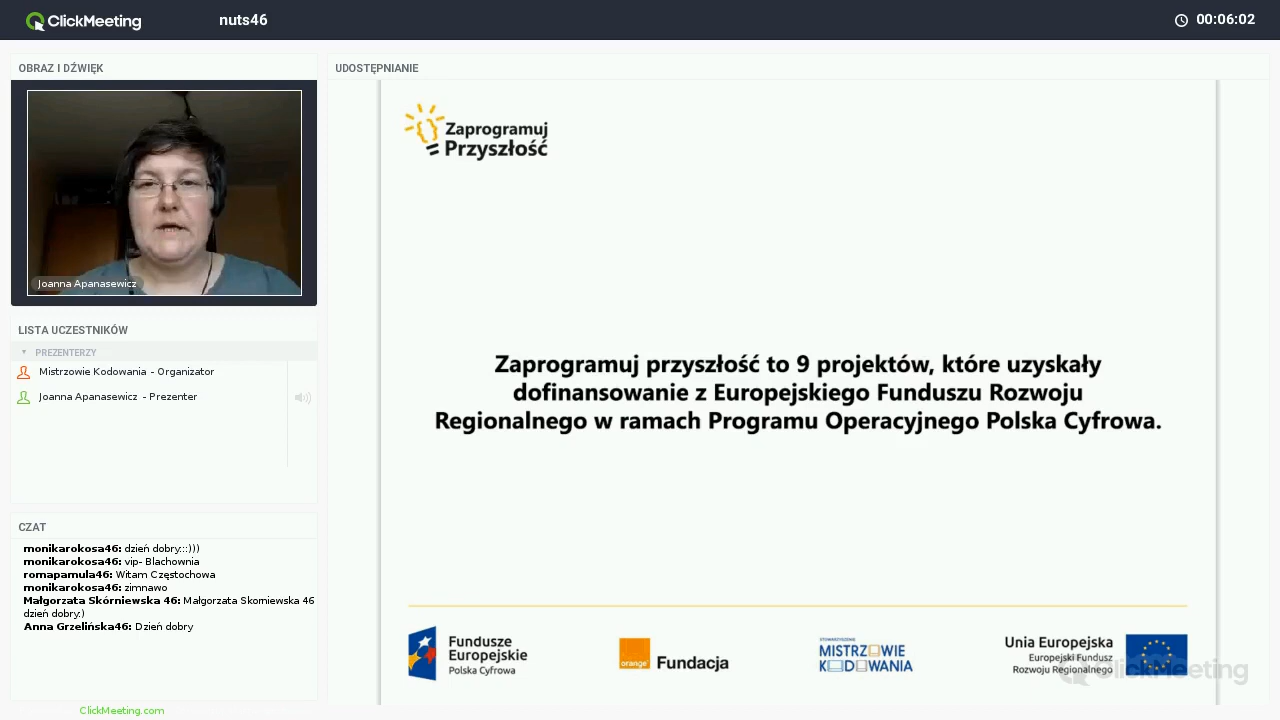 ClickMeeting
nuts46
00:06:02
OBRAZ I DŹWIĘK
Joanna Apanasewicz
LISTA UCZESTNIKÓW
PREZENTERZY
Mistrzowie Kodowania - Organizator
Joanna Apanasewicz - Prezenter
CZAT
monikarokosa46: dzień dobry:::)))
monikarokosa46: vip- Blachownia
romapamula46: Witam Częstochowa
monikarokosa46: zimnawo
Małgorzata Skórniewska 46: Małgorzata Skorniewska 46
dzień dobry:)
Anna Grzelińska46: Dzień dobry
ClickMeeting.com
UDOSTĘPNIANIE
Zaprogramuj
Przyszłość
Zaprogramuj przyszłość to 9 projektów, które uzyskały
dofinansowanie z Europejskiego Funduszu Rozwoju
Regionalnego w ramach Programu Operacyjnego Polska Cyfrowa.
Fundusze
Europejskie
Polska Cyfrowa
orange
Fundacja
STOWARZYSZENIE
MISTRZOWIE
KODOWANIA
Unia Europejska
Europejski Fundusz
Rozwoju Regionalnego
ClickMeeting